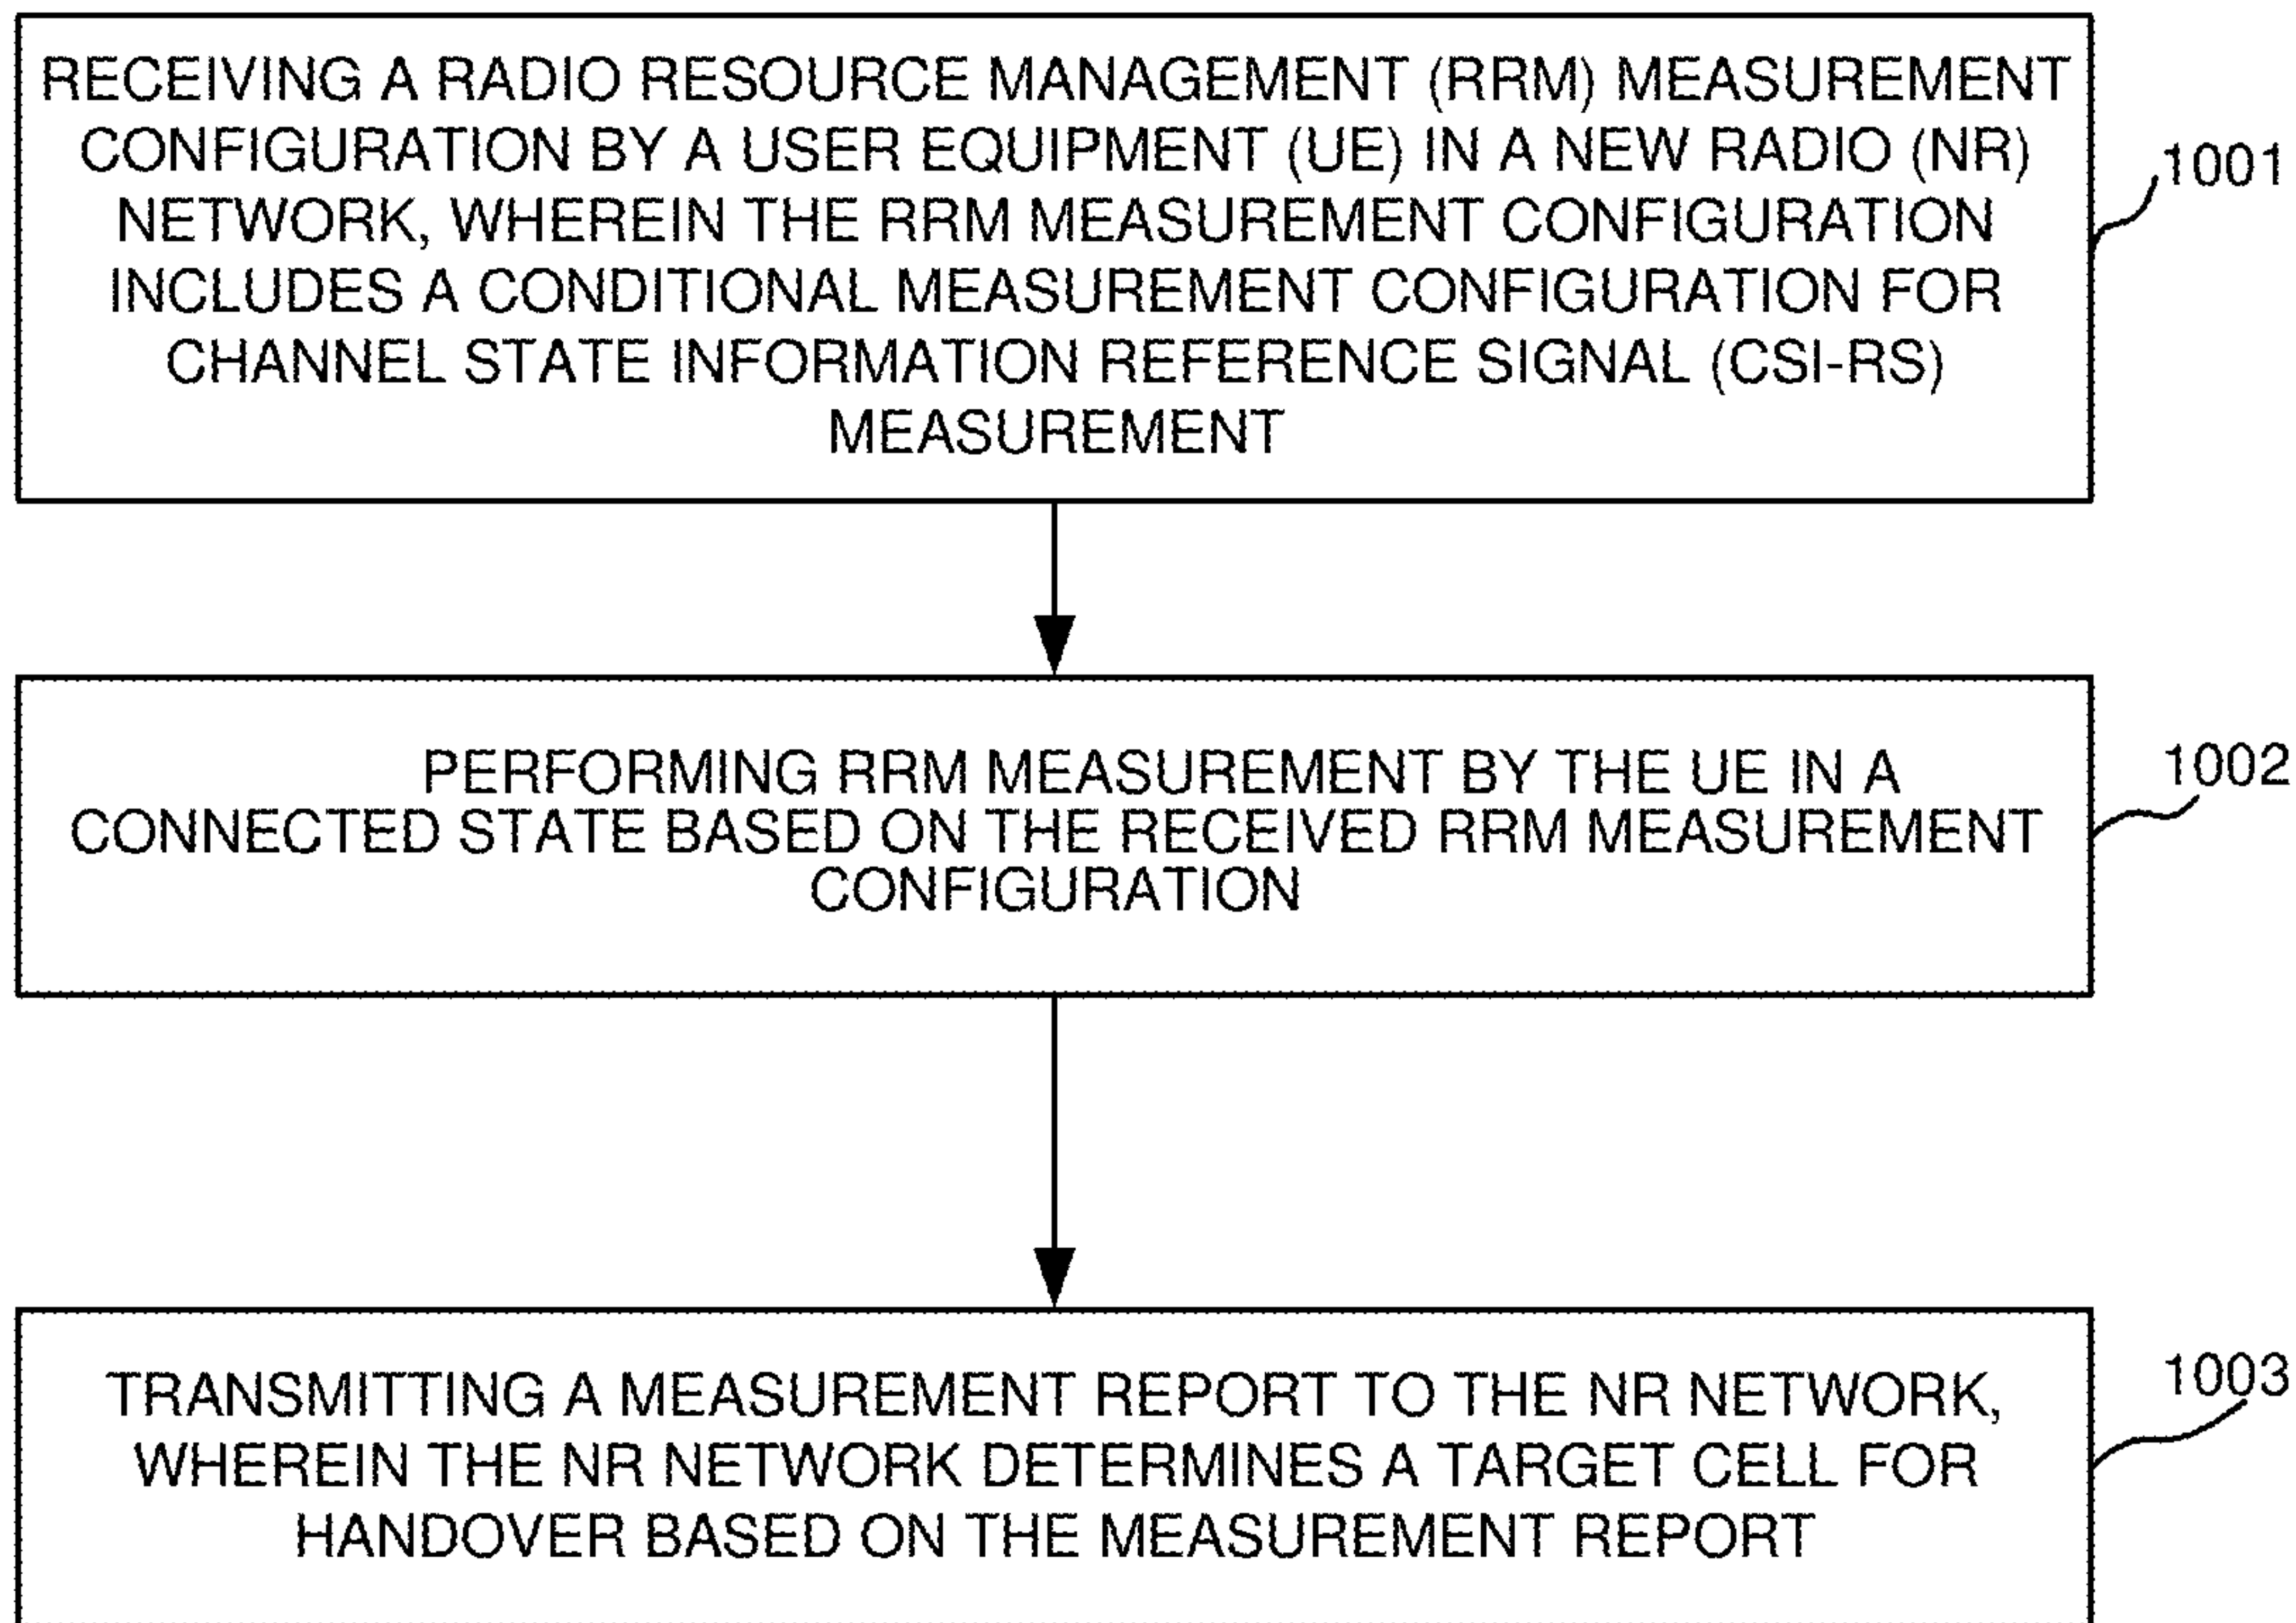 RECEIVING A RADIO RESOURCE MANAGEMENT (RRM) MEASUREMENT
CONFIGURATION BY A USER EQUIPMENT (UE) IN A NEW RADIO (NR)
NETWORK, WHEREIN THE RRM MEASUREMENT CONFIGURATION
INCLUDES A CONDITIONAL MEASUREMENT CONFIGURATION FOR
CHANNEL STATE INFORMATION REFERENCE SIGNAL (CSI-RS)
MEASUREMENT
1001
PERFORMING RRM MEASUREMENT BY THE UE IN A
CONNECTED STATE BASED ON THE RECEIVED RRM MEASUREMENT
CONFIGURATION
1002
TRANSMITTING A MEASUREMENT REPORT TO THE NR NETWORK,
WHEREIN THE NR NETWORK DETERMINES A TARGET CELL FOR
HANDOVER BASED ON THE MEASUREMENT REPORT
1003